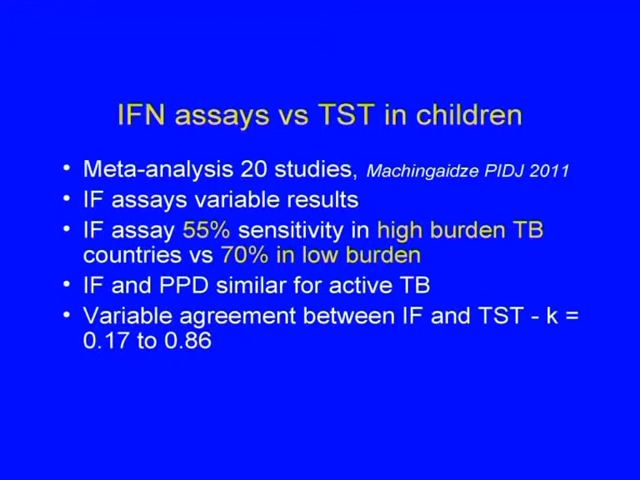 IFN assays vs TST in children
• Meta-analysis 20 studies, Machingaidze PIDJ 2011
• IF assays variable results
• IF assay 55% sensitivity in high burden TB
countries vs 70% in low burden
• IF and PPD similar for active TB
• Variable agreement between IF and TST - k =
0.17 to 0.86